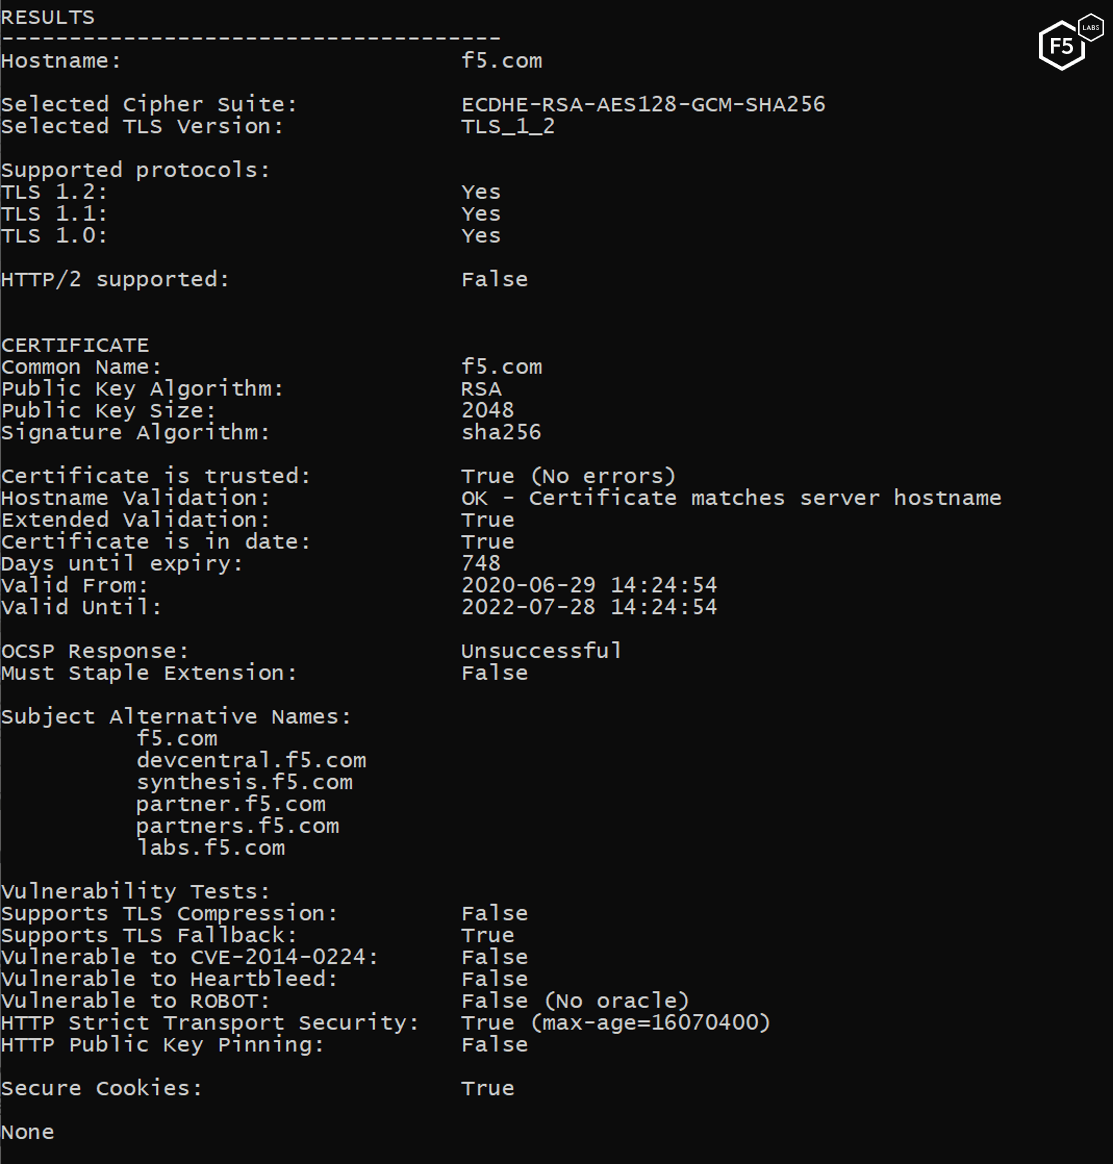 RESULTS
-------------------------------------
Hostname: f5.com
Selected Cipher Suite: ECDHE-RSA-AES128-GCM-SHA256
Selected TLS Version: TLS_1_2
Supported protocols:
TLS 1.2: Yes
TLS 1.1: Yes
TLS 1.0: Yes
HTTP/2 supported: False
CERTIFICATE
Common Name: f5.com
Public Key Algorithm: RSA
Public Key Size: 2048
Signature Algorithm: sha256
Certificate is trusted: True (No errors)
Hostname Validation: OK - Certificate matches server hostname
Extended Validation: True
Certificate is in date: True
Days until expiry: 748
Valid From: 2020-06-29 14:24:54
Valid Until: 2022-07-28 14:24:54
OCSP Response: Unsuccessful
Must Staple Extension: False
Subject Alternative Names:
f5.com
devcentral.f5.com
synthesis.f5.com
partner.f5.com
partners.f5.com
labs.f5.com
Vulnerability Tests:
Supports TLS Compression: False
Supports TLS Fallback: True
Vulnerable to CVE-2014-0224: False
Vulnerable to Heartbleed: False
Vulnerable to ROBOT: False (No oracle)
HTTP Strict Transport Security: True (max-age=16070400)
HTTP Public Key Pinning: False
Secure Cookies: True
None
F5
LABS